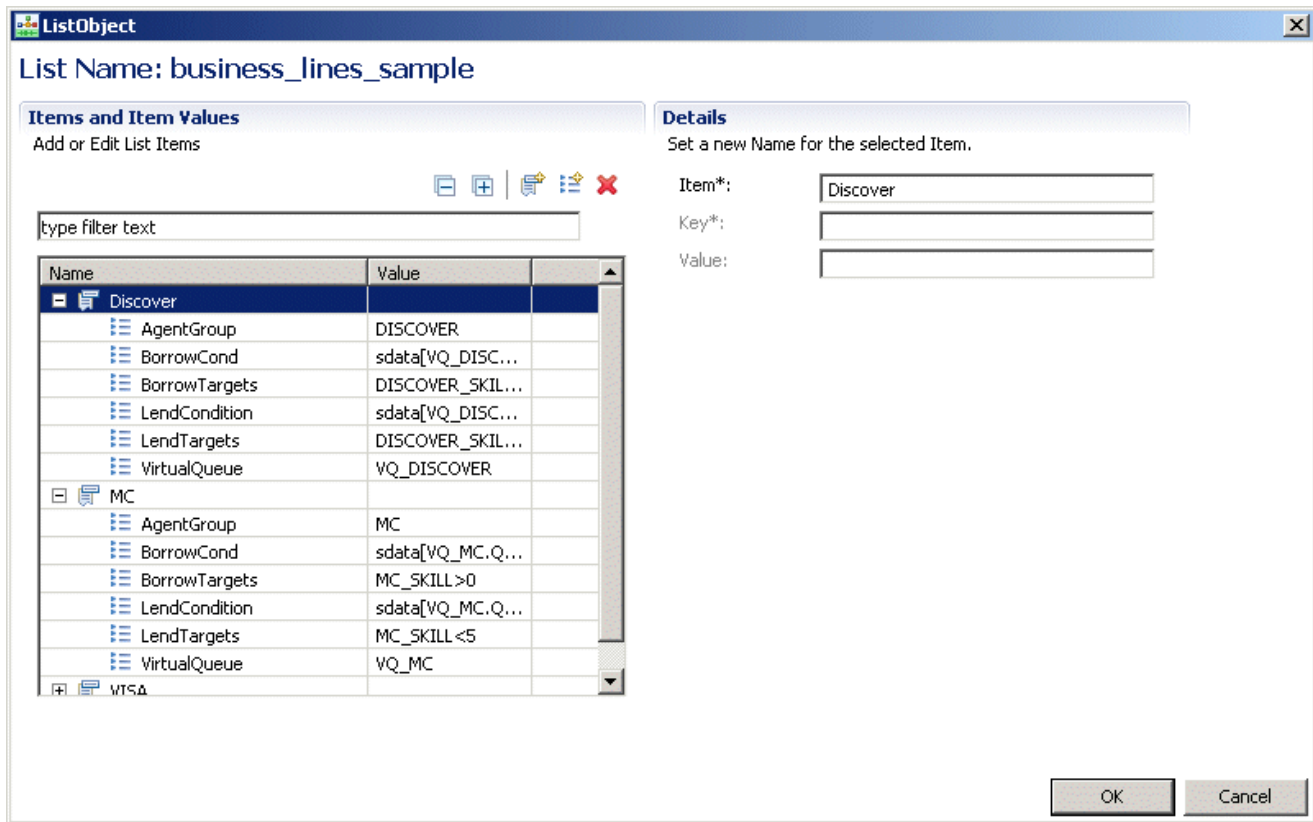 ListObject
List Name: business_lines_sample
Items and Item Values
Add or Edit List Items
type filter text
Name Value
Discover
AgentGroup DISCOVER
BorrowCond sdata[VQ_DISC...
BorrowTargets DISCOVER_SKIL...
LendCondition sdata[VQ_DISC...
LendTargets DISCOVER_SKIL...
VirtualQueue VQ_DISCOVER
MC
AgentGroup MC
BorrowCond sdata[VQ_MC.Q...
BorrowTargets MC_SKILL>0
LendCondition sdata[VQ_MC.Q...
LendTargets MC_SKILL<5
VirtualQueue VQ_MC
VISA
Details
Set a new Name for the selected Item.
Item*: Discover
Key*:
Value:
OK Cancel